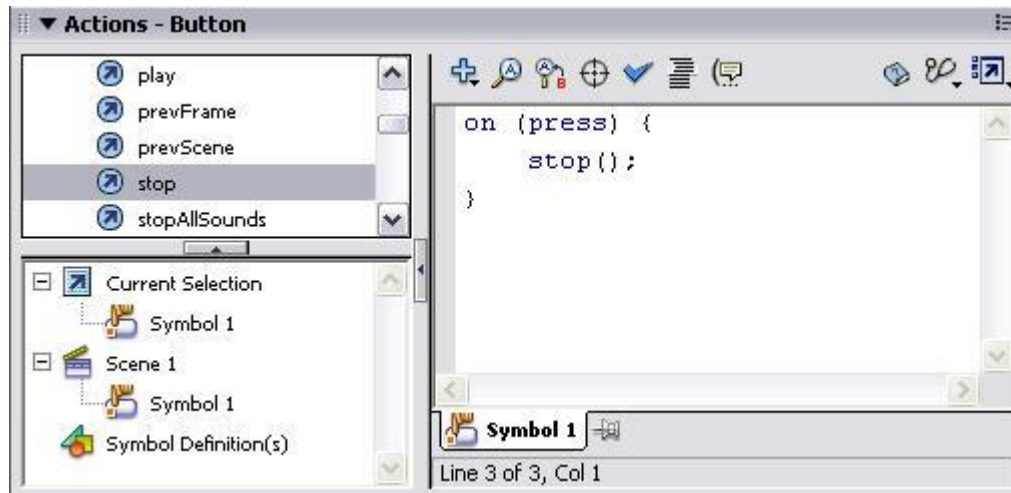 Actions - Button
play
prevFrame
prevScene
stop
stopAllSounds
Current Selection
Symbol 1
Scene 1
Symbol 1
Symbol Definition(s)
on (press) {
stop();
}
Symbol 1
Line 3 of 3, Col 1